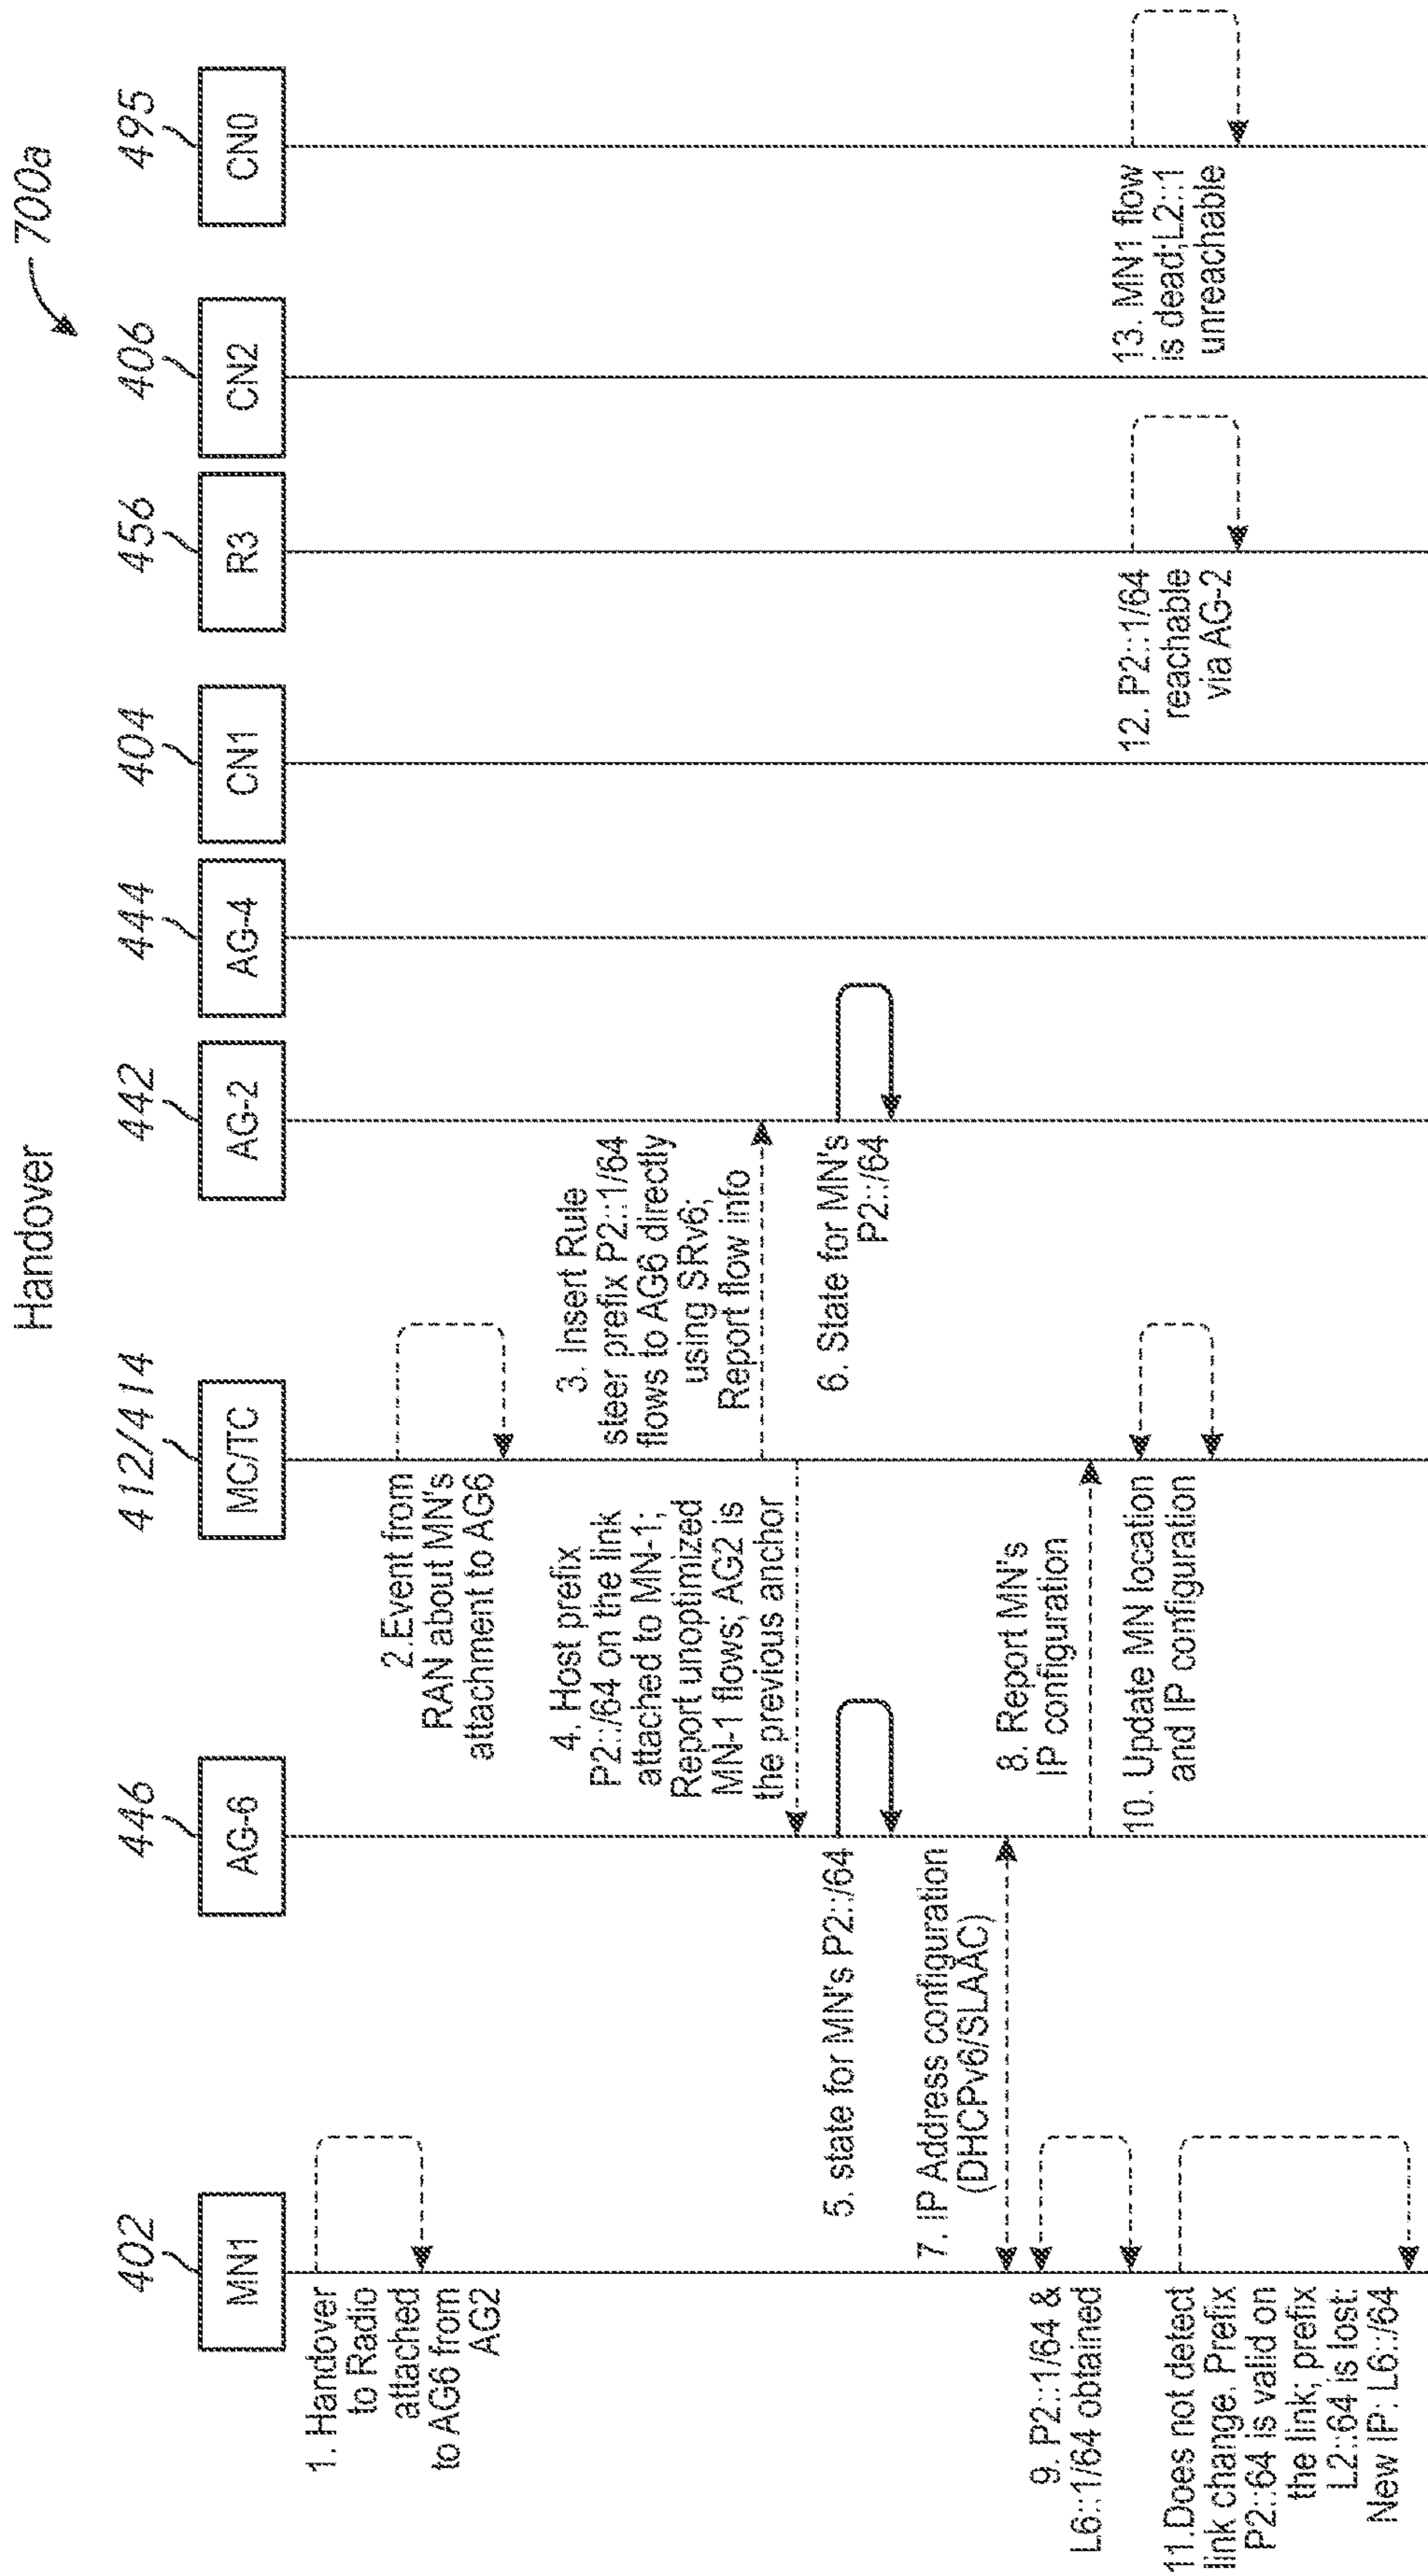 Handover
700a
402
446
412/414
442
444
404
456
406
495
MN1
AG-6
MC/TC
AG-2
AG-4
CN1
R3
CN2
CN0
1. Handover
to Radio
attached
to AG6 from
AG2
2.Event from
RAN about MN's
attachment to AG6
3. Insert Rule
steer prefix P2::1/64
flows to AG6 directly
using SRv6;
Report flow info
4. Host prefix
P2::/64 on the link
attached to MN-1;
Report unoptimized
MN-1 flows; AG2 is
the previous anchor
5. state for MN's P2::/64
6. State for MN's
P2::/64
7. IP Address configuration
(DHCPv6/SLAAC)
8. Report MN's
IP configuration
9. P2::1/64 &
L6::1/64 obtained
10. Update MN location
and IP configuration
11.Does not detect
link change. Prefix
P2::64 is valid on
the link; prefix
L2::64 is lost:
New IP: L6::/64
12. P2::1/64
reachable
via AG-2
13. MN1 flow
is dead;L2::1
unreachable